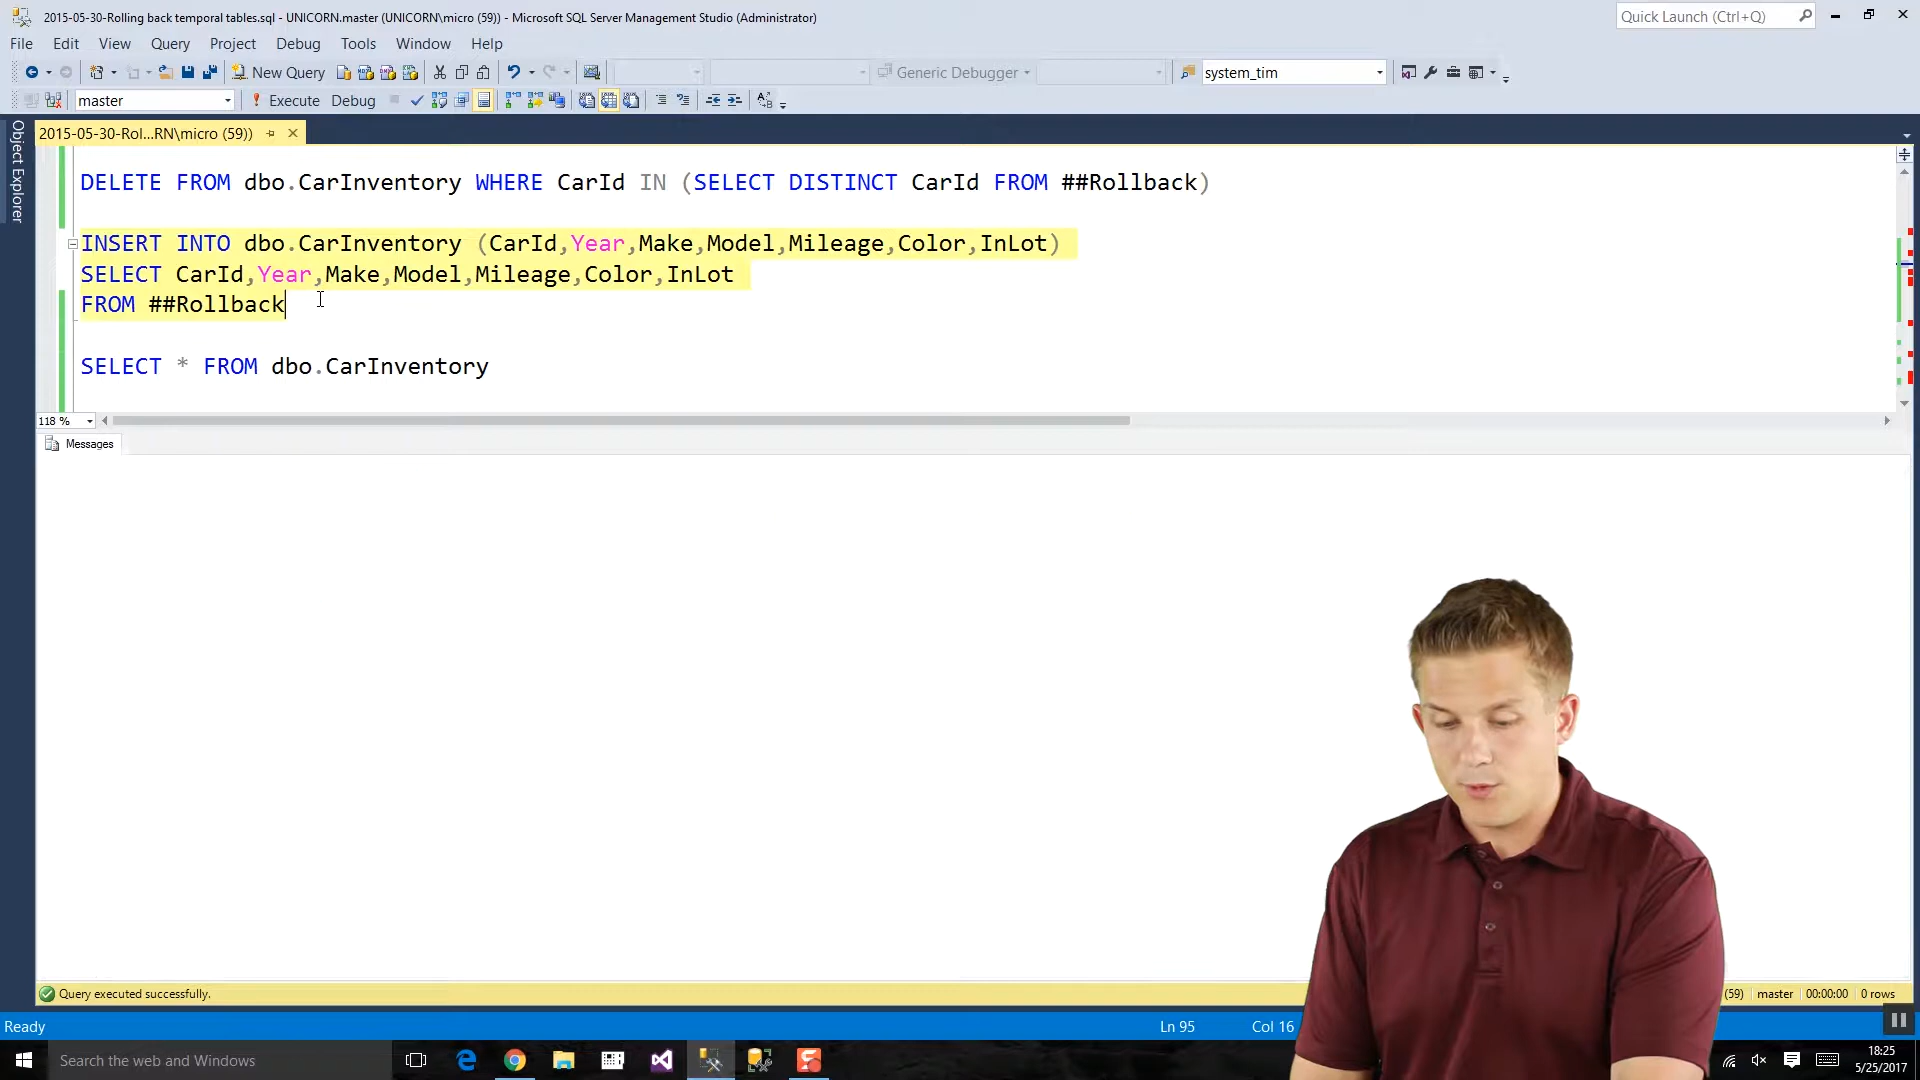 2015-05-30-Rolling back temporal tables.sql - UNICORN.master (UNICORN\micro (59)) - Microsoft SQL Server Management Studio (Administrator)
Quick Launch (Ctrl+Q)
File Edit View Query Project Debug Tools Window Help
New Query
Generic Debugger
system_tim
master
Execute
Debug
2015-05-30-Rol...RN\micro (59))
Object Explorer
DELETE FROM dbo.CarInventory WHERE CarId IN (SELECT DISTINCT CarId FROM ##Rollback)
INSERT INTO dbo.CarInventory (CarId,Year,Make,Model,Mileage,Color,InLot)
SELECT CarId,Year,Make,Model,Mileage,Color,InLot
FROM ##Rollback
SELECT * FROM dbo.CarInventory
118 %
Messages
Query executed successfully.
(59) master 00:00:00 0 rows
Ready
Ln 95
Col 16
Search the web and Windows
18:25
5/25/2017